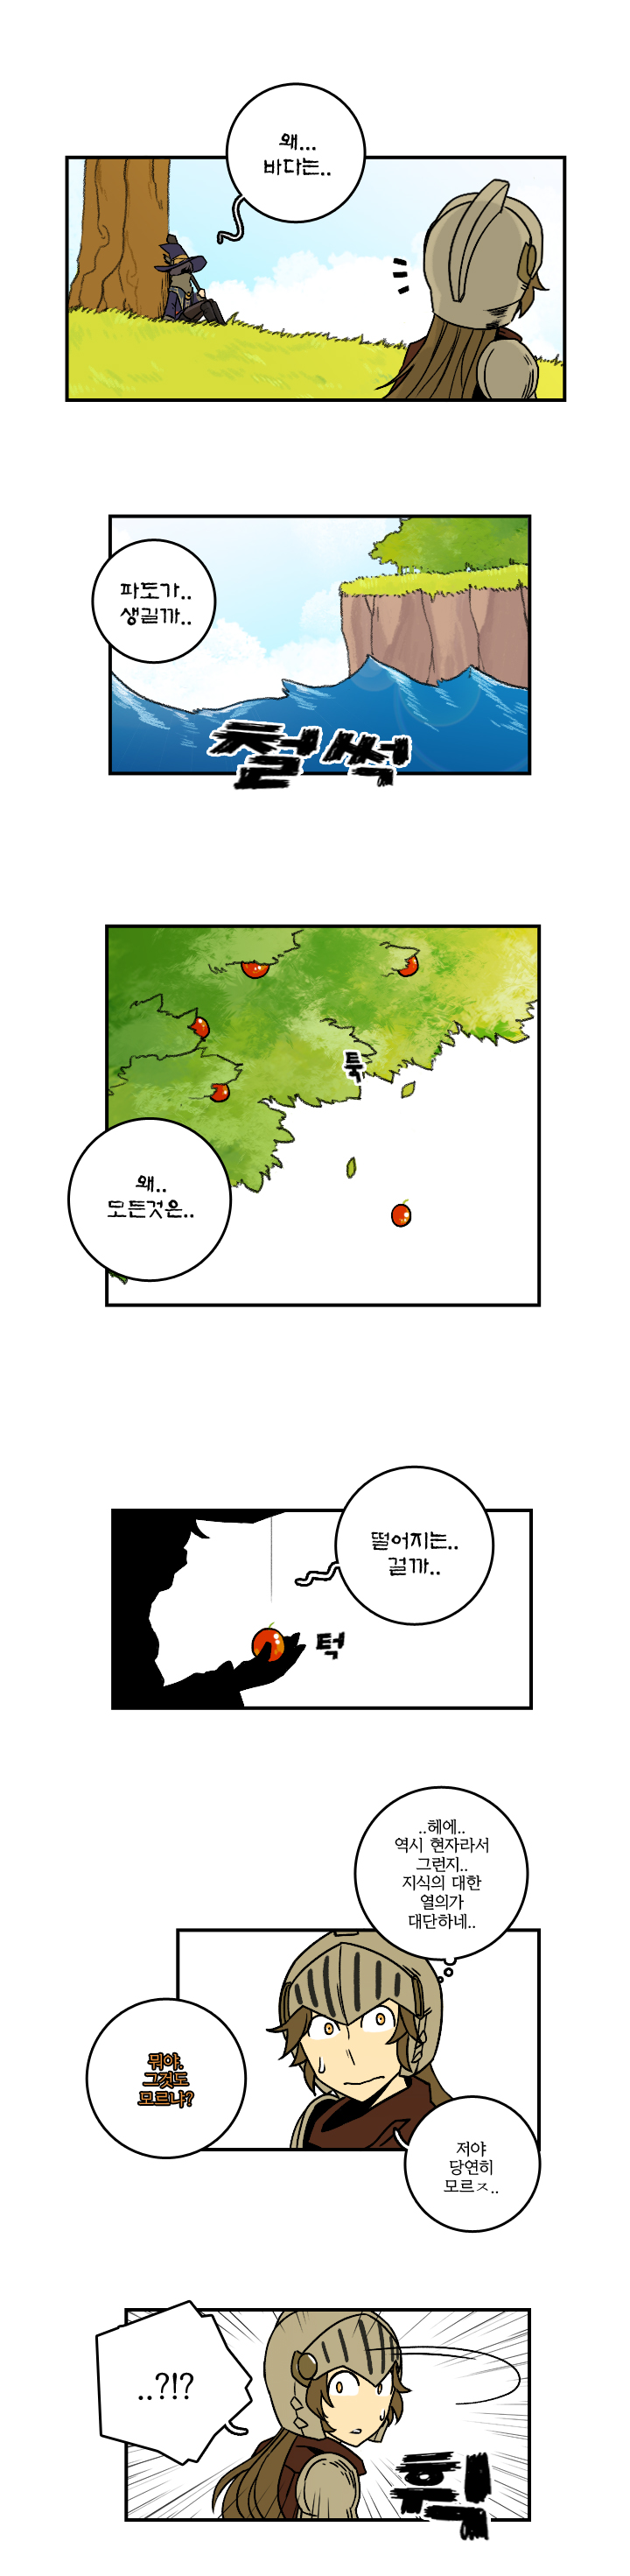 왜...
바다는..
파도가..
생길까..
철썩
툭
왜..
모든것은..
떨어지는..
걸까..
턱
..헤에..
역시 현자라서
그런지..
지식의 대한
열의가
대단하네..
뭐야.
그것도
모르냐?
저야
당연히
모르ㅈ..
..?!?
휙